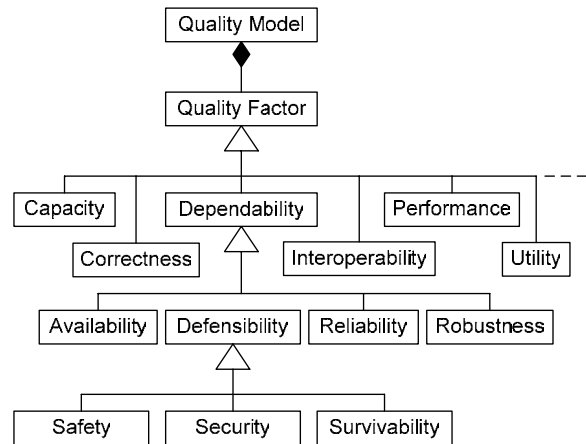 Quality Model
Quality Factor
Capacity
Dependability
Performance
Correctness
Interoperability
Utility
Availability
Defensibility
Reliability
Robustness
Safety
Security
Survivability